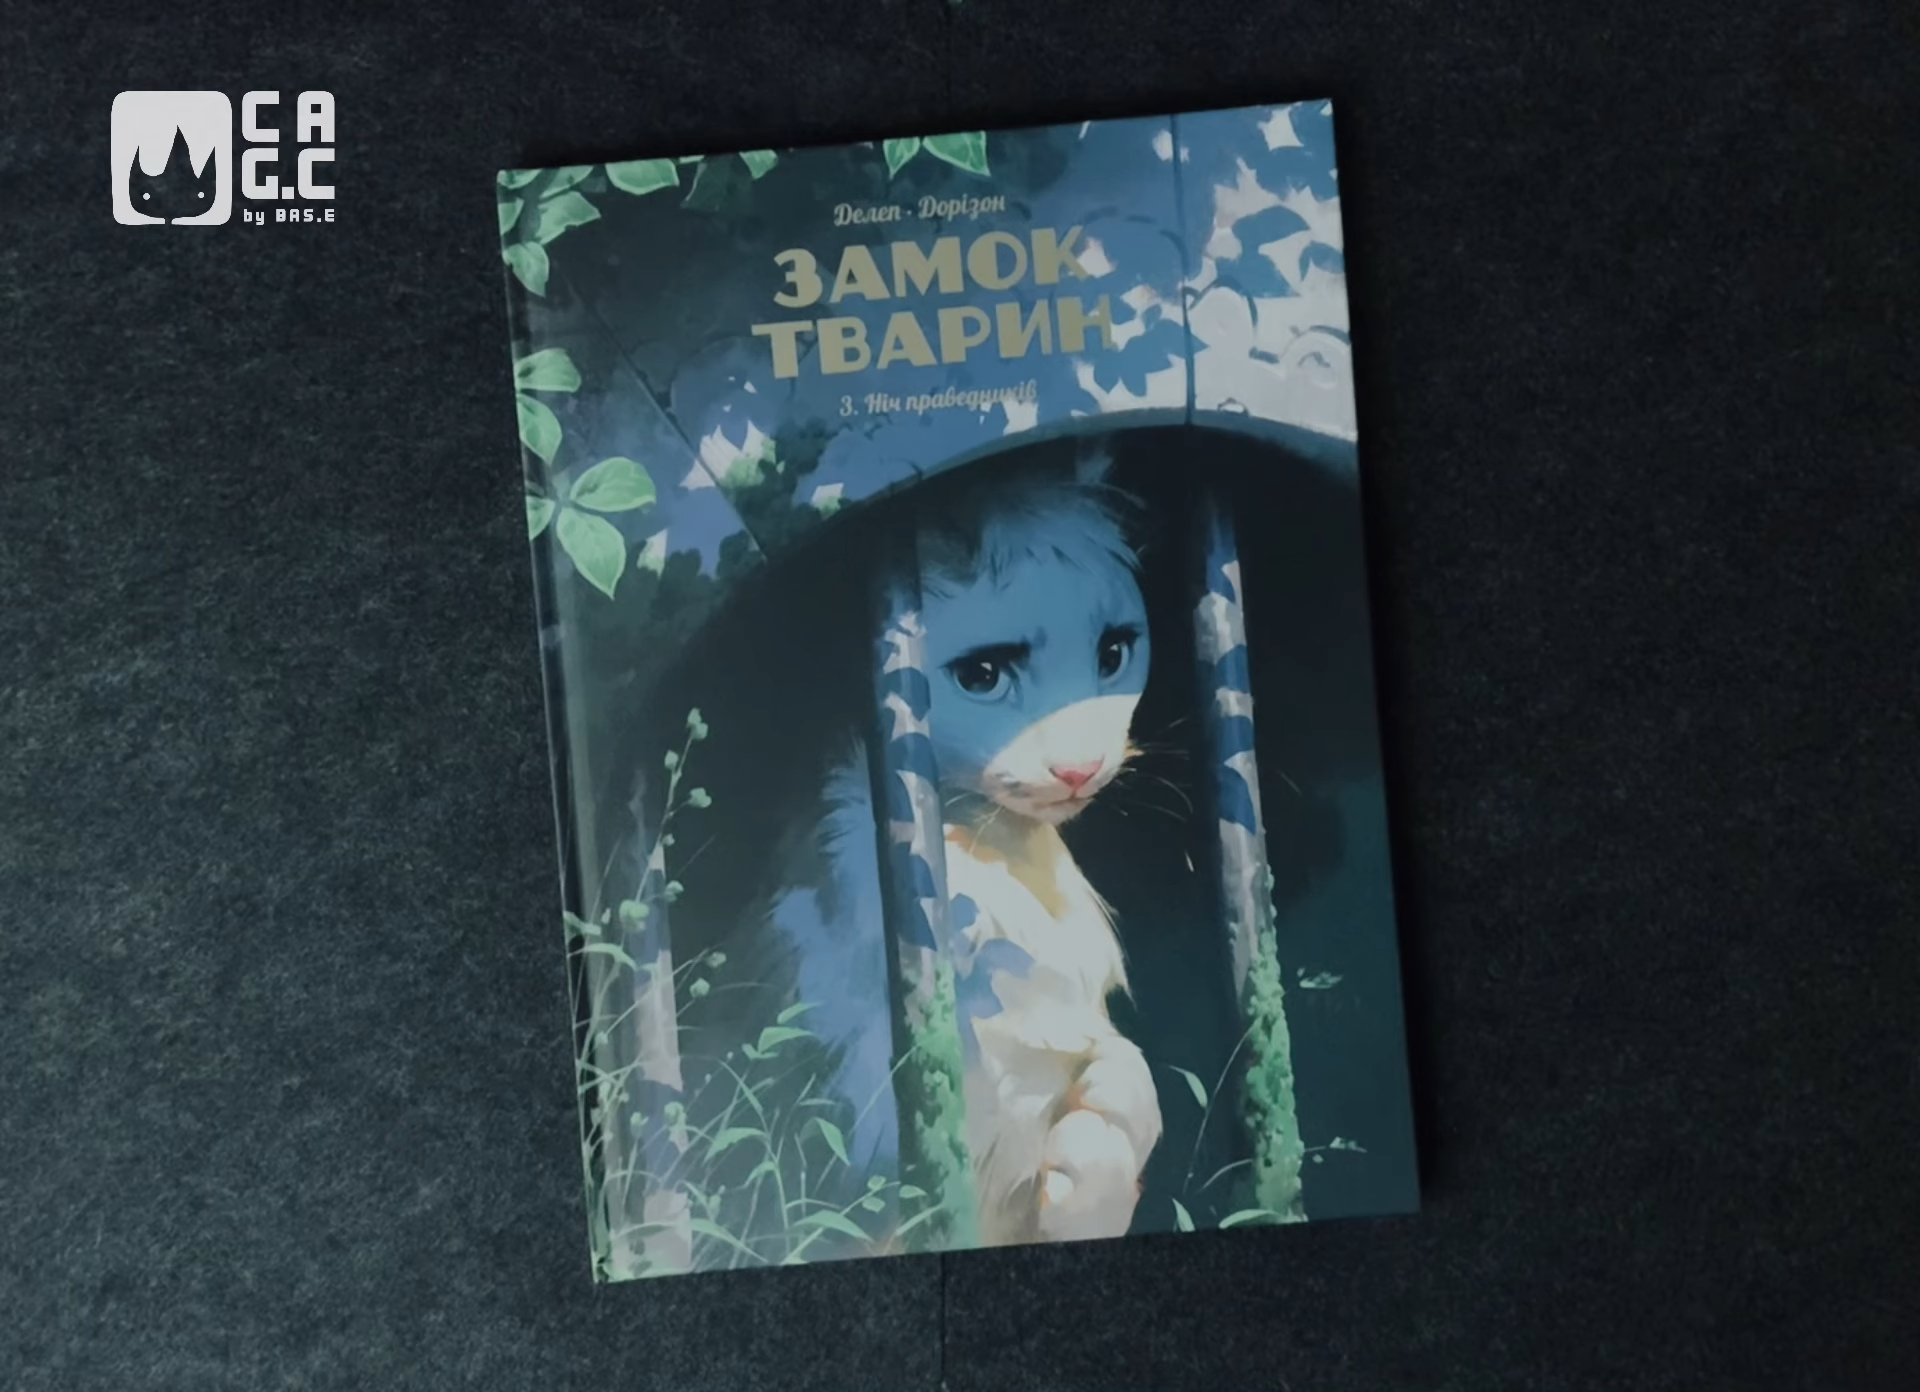 CA
G.C
by BAS.E
Делеп · Дорізон
ЗАМОК
ТВАРИН
3. Ніч праведників